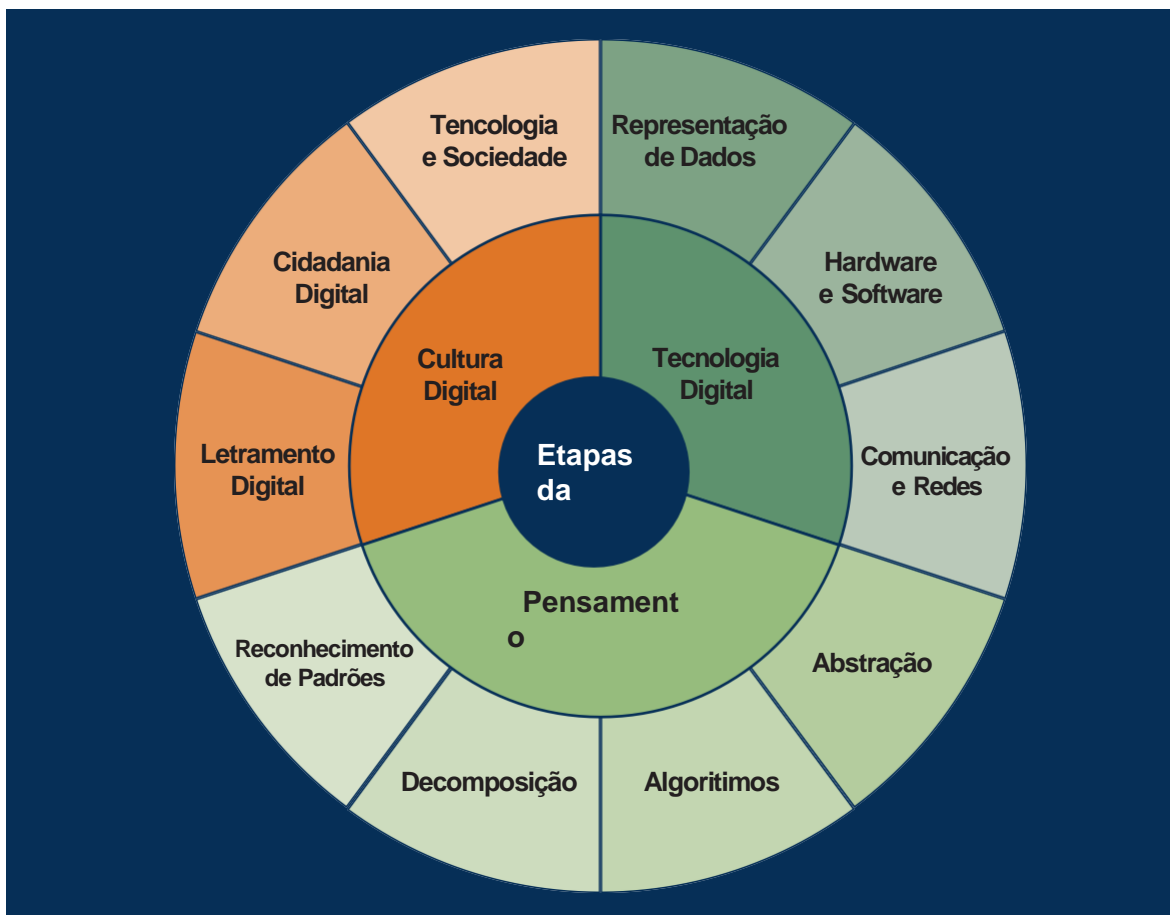 Tencologia
e Sociedade
Representação
de Dados
Cidadania
Digital
Hardware
e Software
Cultura
Digital
Tecnologia
Digital
Letramento
Digital
Etapas
da
Comunicação
e Redes
Pensament
o
Reconhecimento
de Padrões
Abstração
Decomposição
Algoritimos